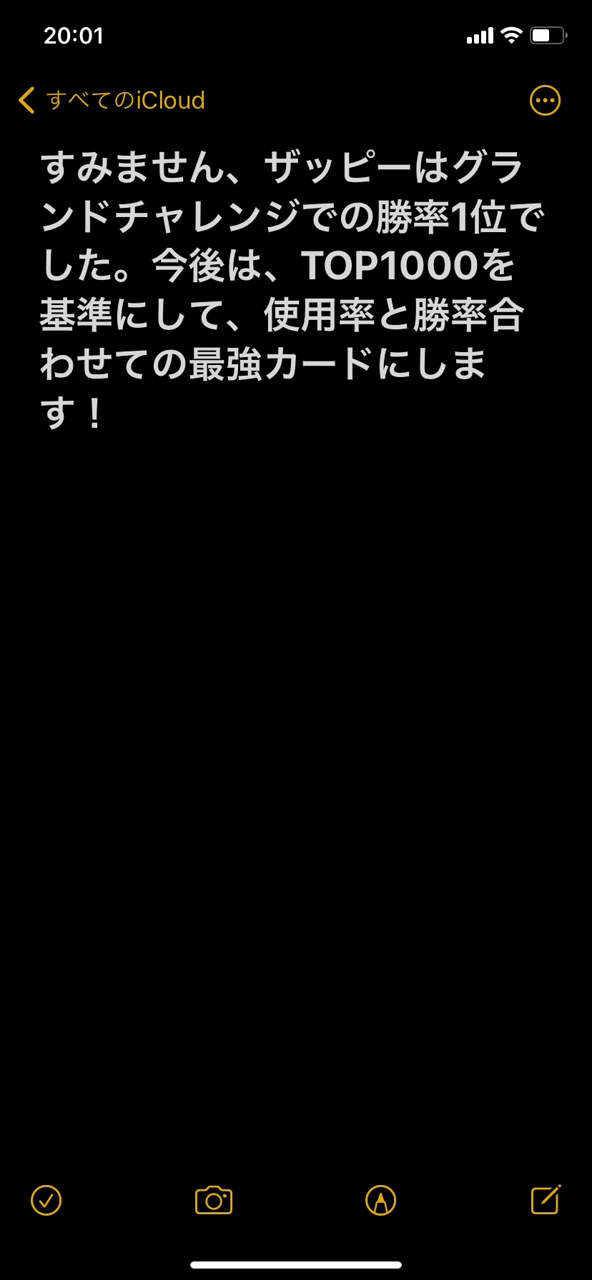 20:01
すべてのiCloud
すみません、ザッピーはグラ
ンドチャレンジでの勝率1位で
した。今後は、TOP1000を
基準にして、使用率と勝率合
わせての最強カードにしま
す！